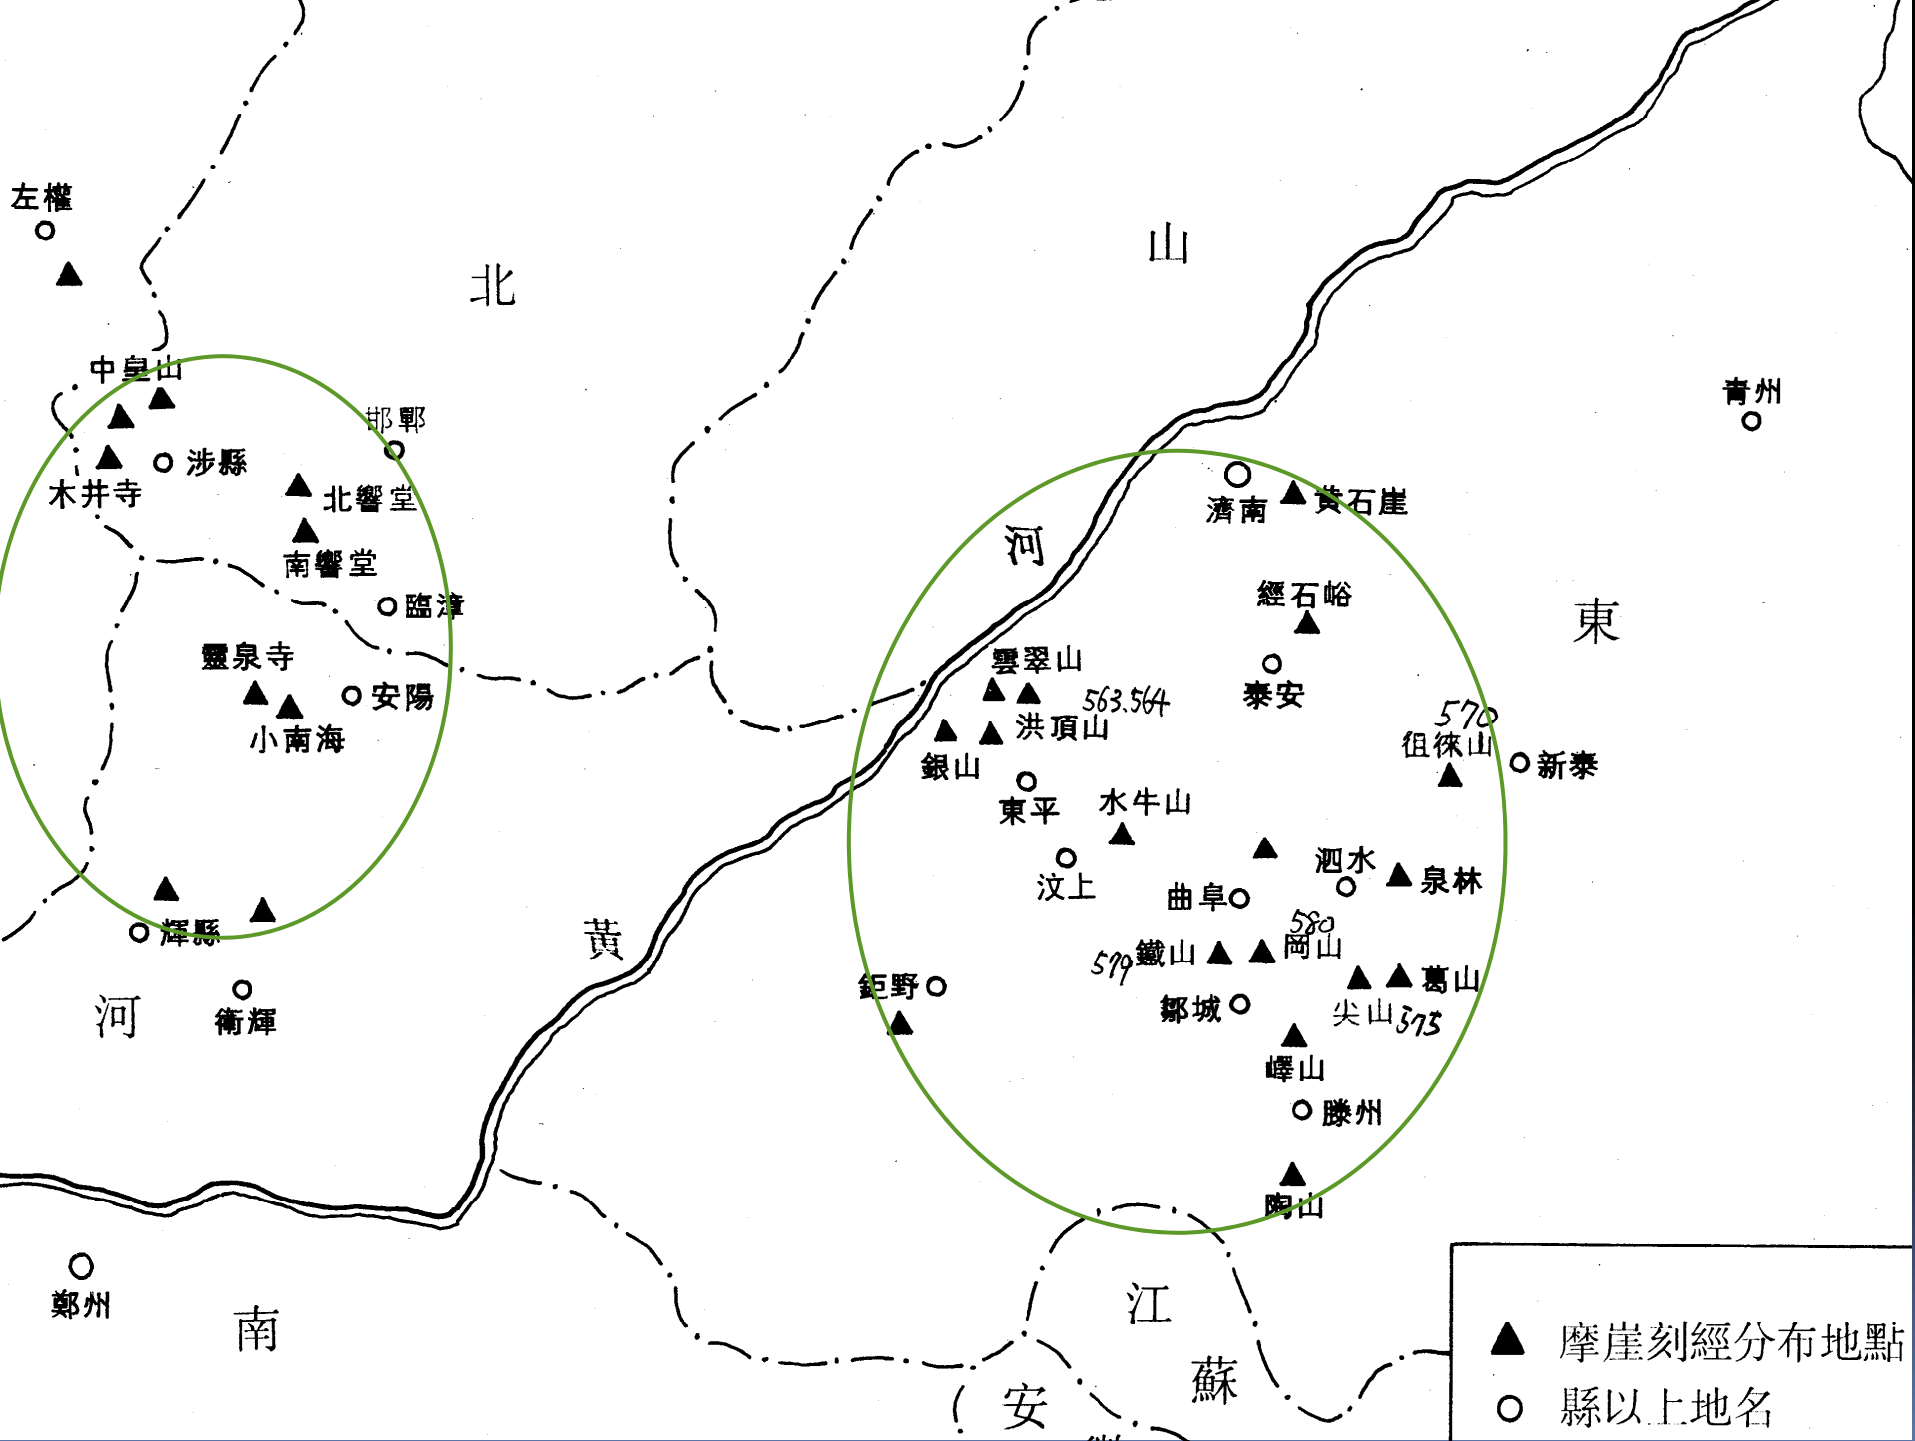 左權
北
山
中皇山
邯鄲
青州
涉縣
木井寺
北響堂
濟南
黄石崖
南響堂
河
經石峪
臨漳
東
靈泉寺
雲翠山
泰安
安陽
563.564
570
小南海
洪頂山
徂徠山
銀山
新泰
東平
水牛山
汶上
泗水
泉林
曲阜
輝縣
580
黃
鐵山
岡山
579
鉅野
葛山
河
衛輝
鄒城
尖山
575
嶧山
滕州
陶山
鄭州
江
南
蘇
安
摩崖刻經分布地點
縣以上地名